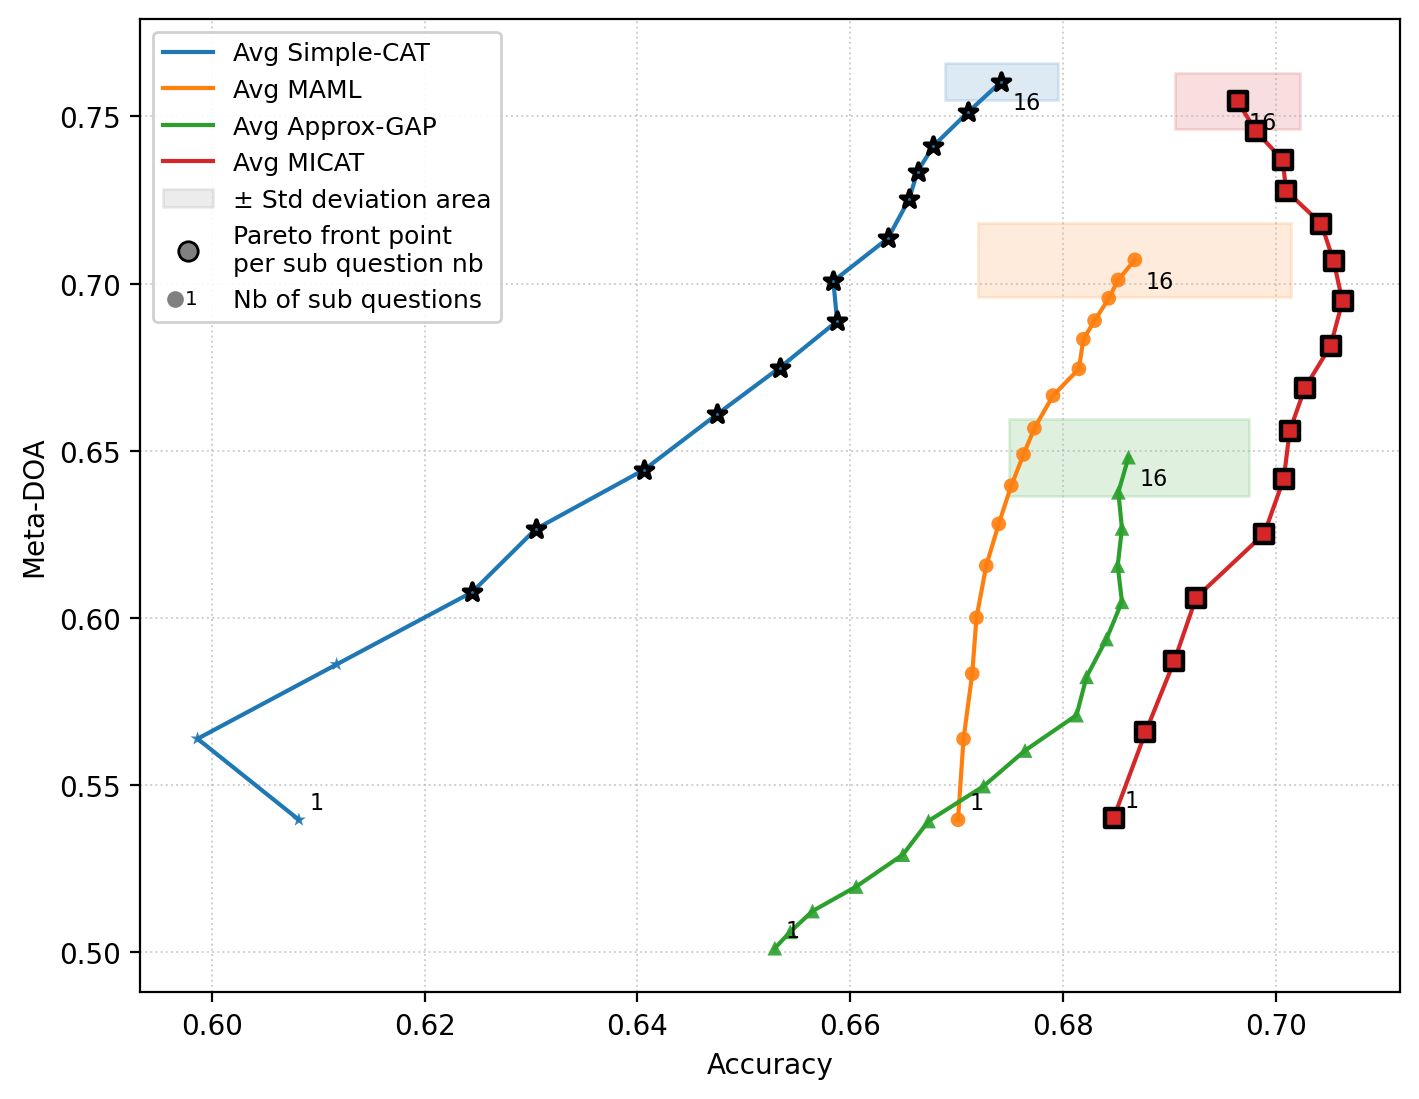 Avg Simple-CAT
Avg MAML
Avg Approx-GAP
Avg MICAT
± Std deviation area
Pareto front point
per sub question nb
1 Nb of sub questions
16
16
16
16
1
1
1
1
0.75
0.70
0.65
0.60
0.55
0.50
Meta-DOA
0.60 0.62 0.64 0.66 0.68 0.70
Accuracy